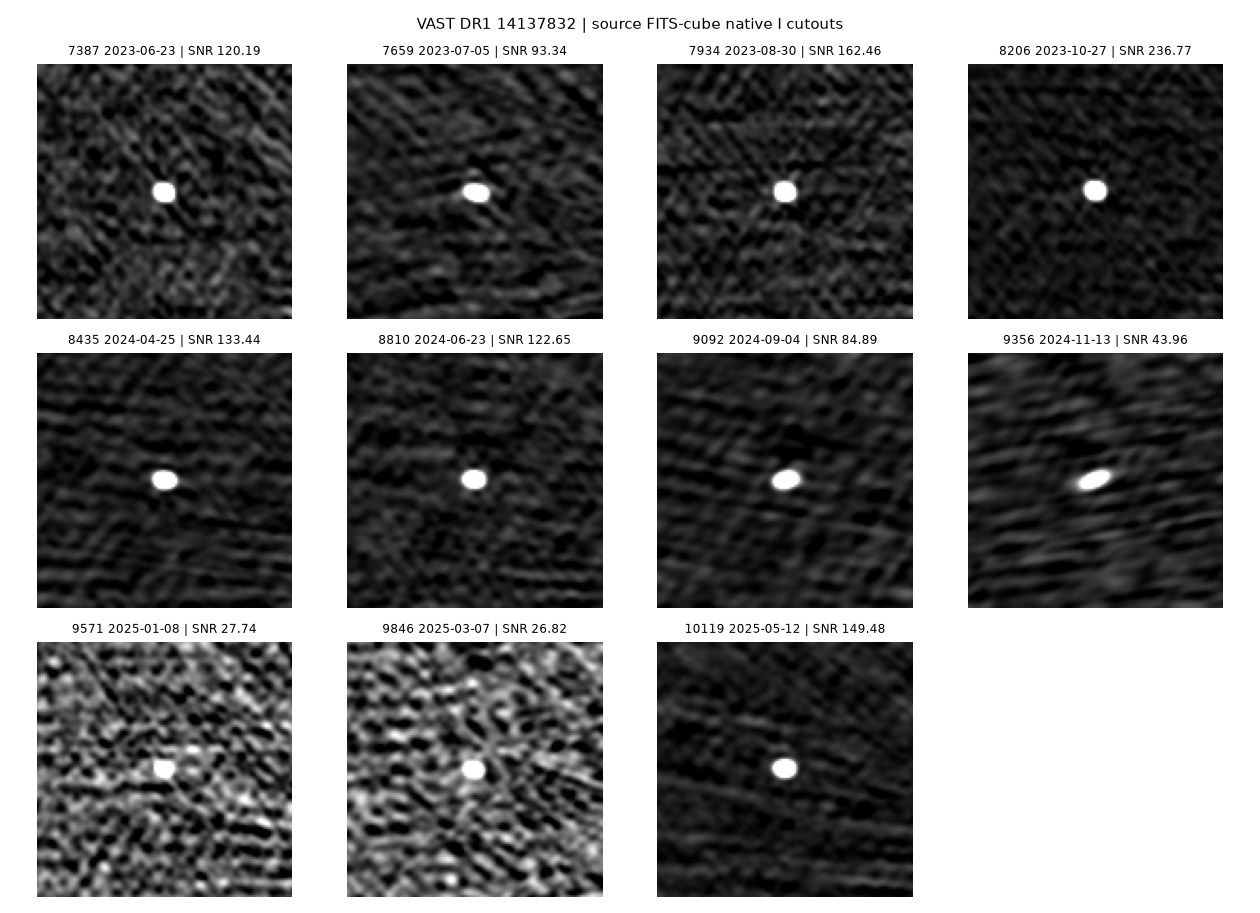 VAST DR1 14137832 | source FITS-cube native I cutouts
7387 2023-06-23 | SNR 120.19
7659 2023-07-05 | SNR 93.34
7934 2023-08-30 | SNR 162.46
8206 2023-10-27 | SNR 236.77
8435 2024-04-25 | SNR 133.44
8810 2024-06-23 | SNR 122.65
9092 2024-09-04 | SNR 84.89
9356 2024-11-13 | SNR 43.96
9571 2025-01-08 | SNR 27.74
9846 2025-03-07 | SNR 26.82
10119 2025-05-12 | SNR 149.48